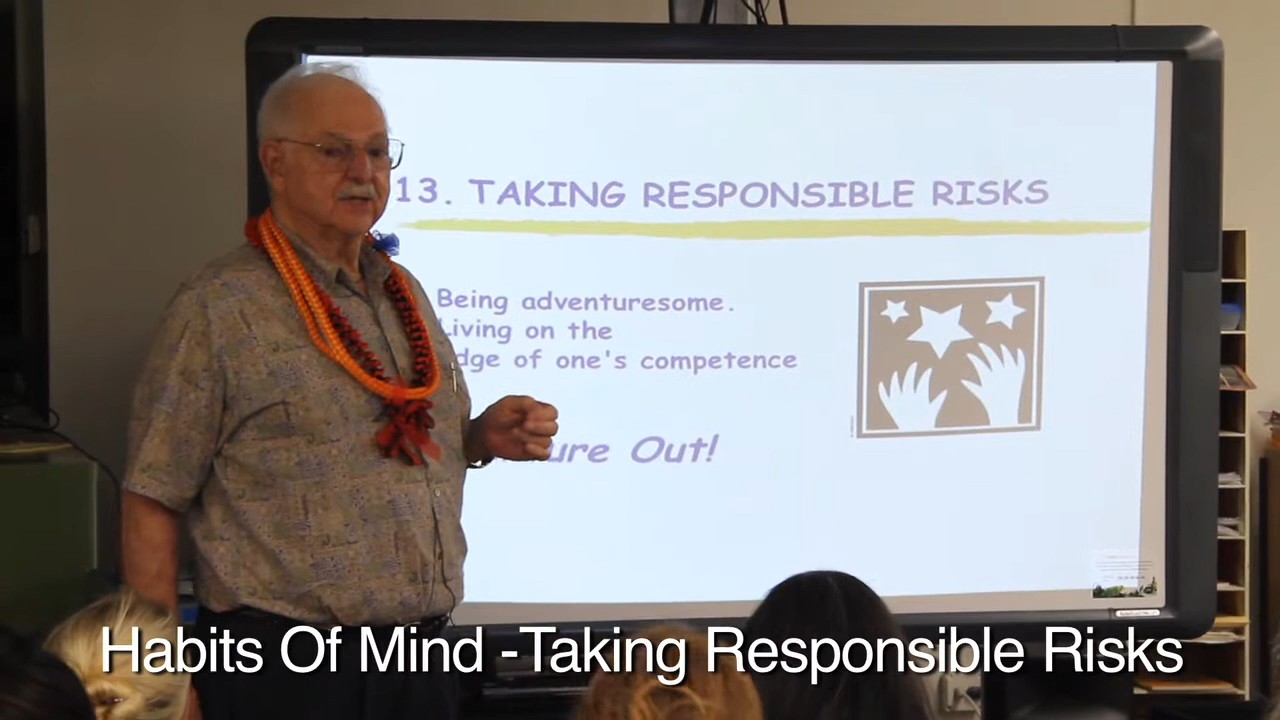 13. TAKING RESPONSIBLE RISKS
Being adventuresome.
Living on the
dge of one's competence
ure Out!
Habits Of Mind -Taking Responsible Risks